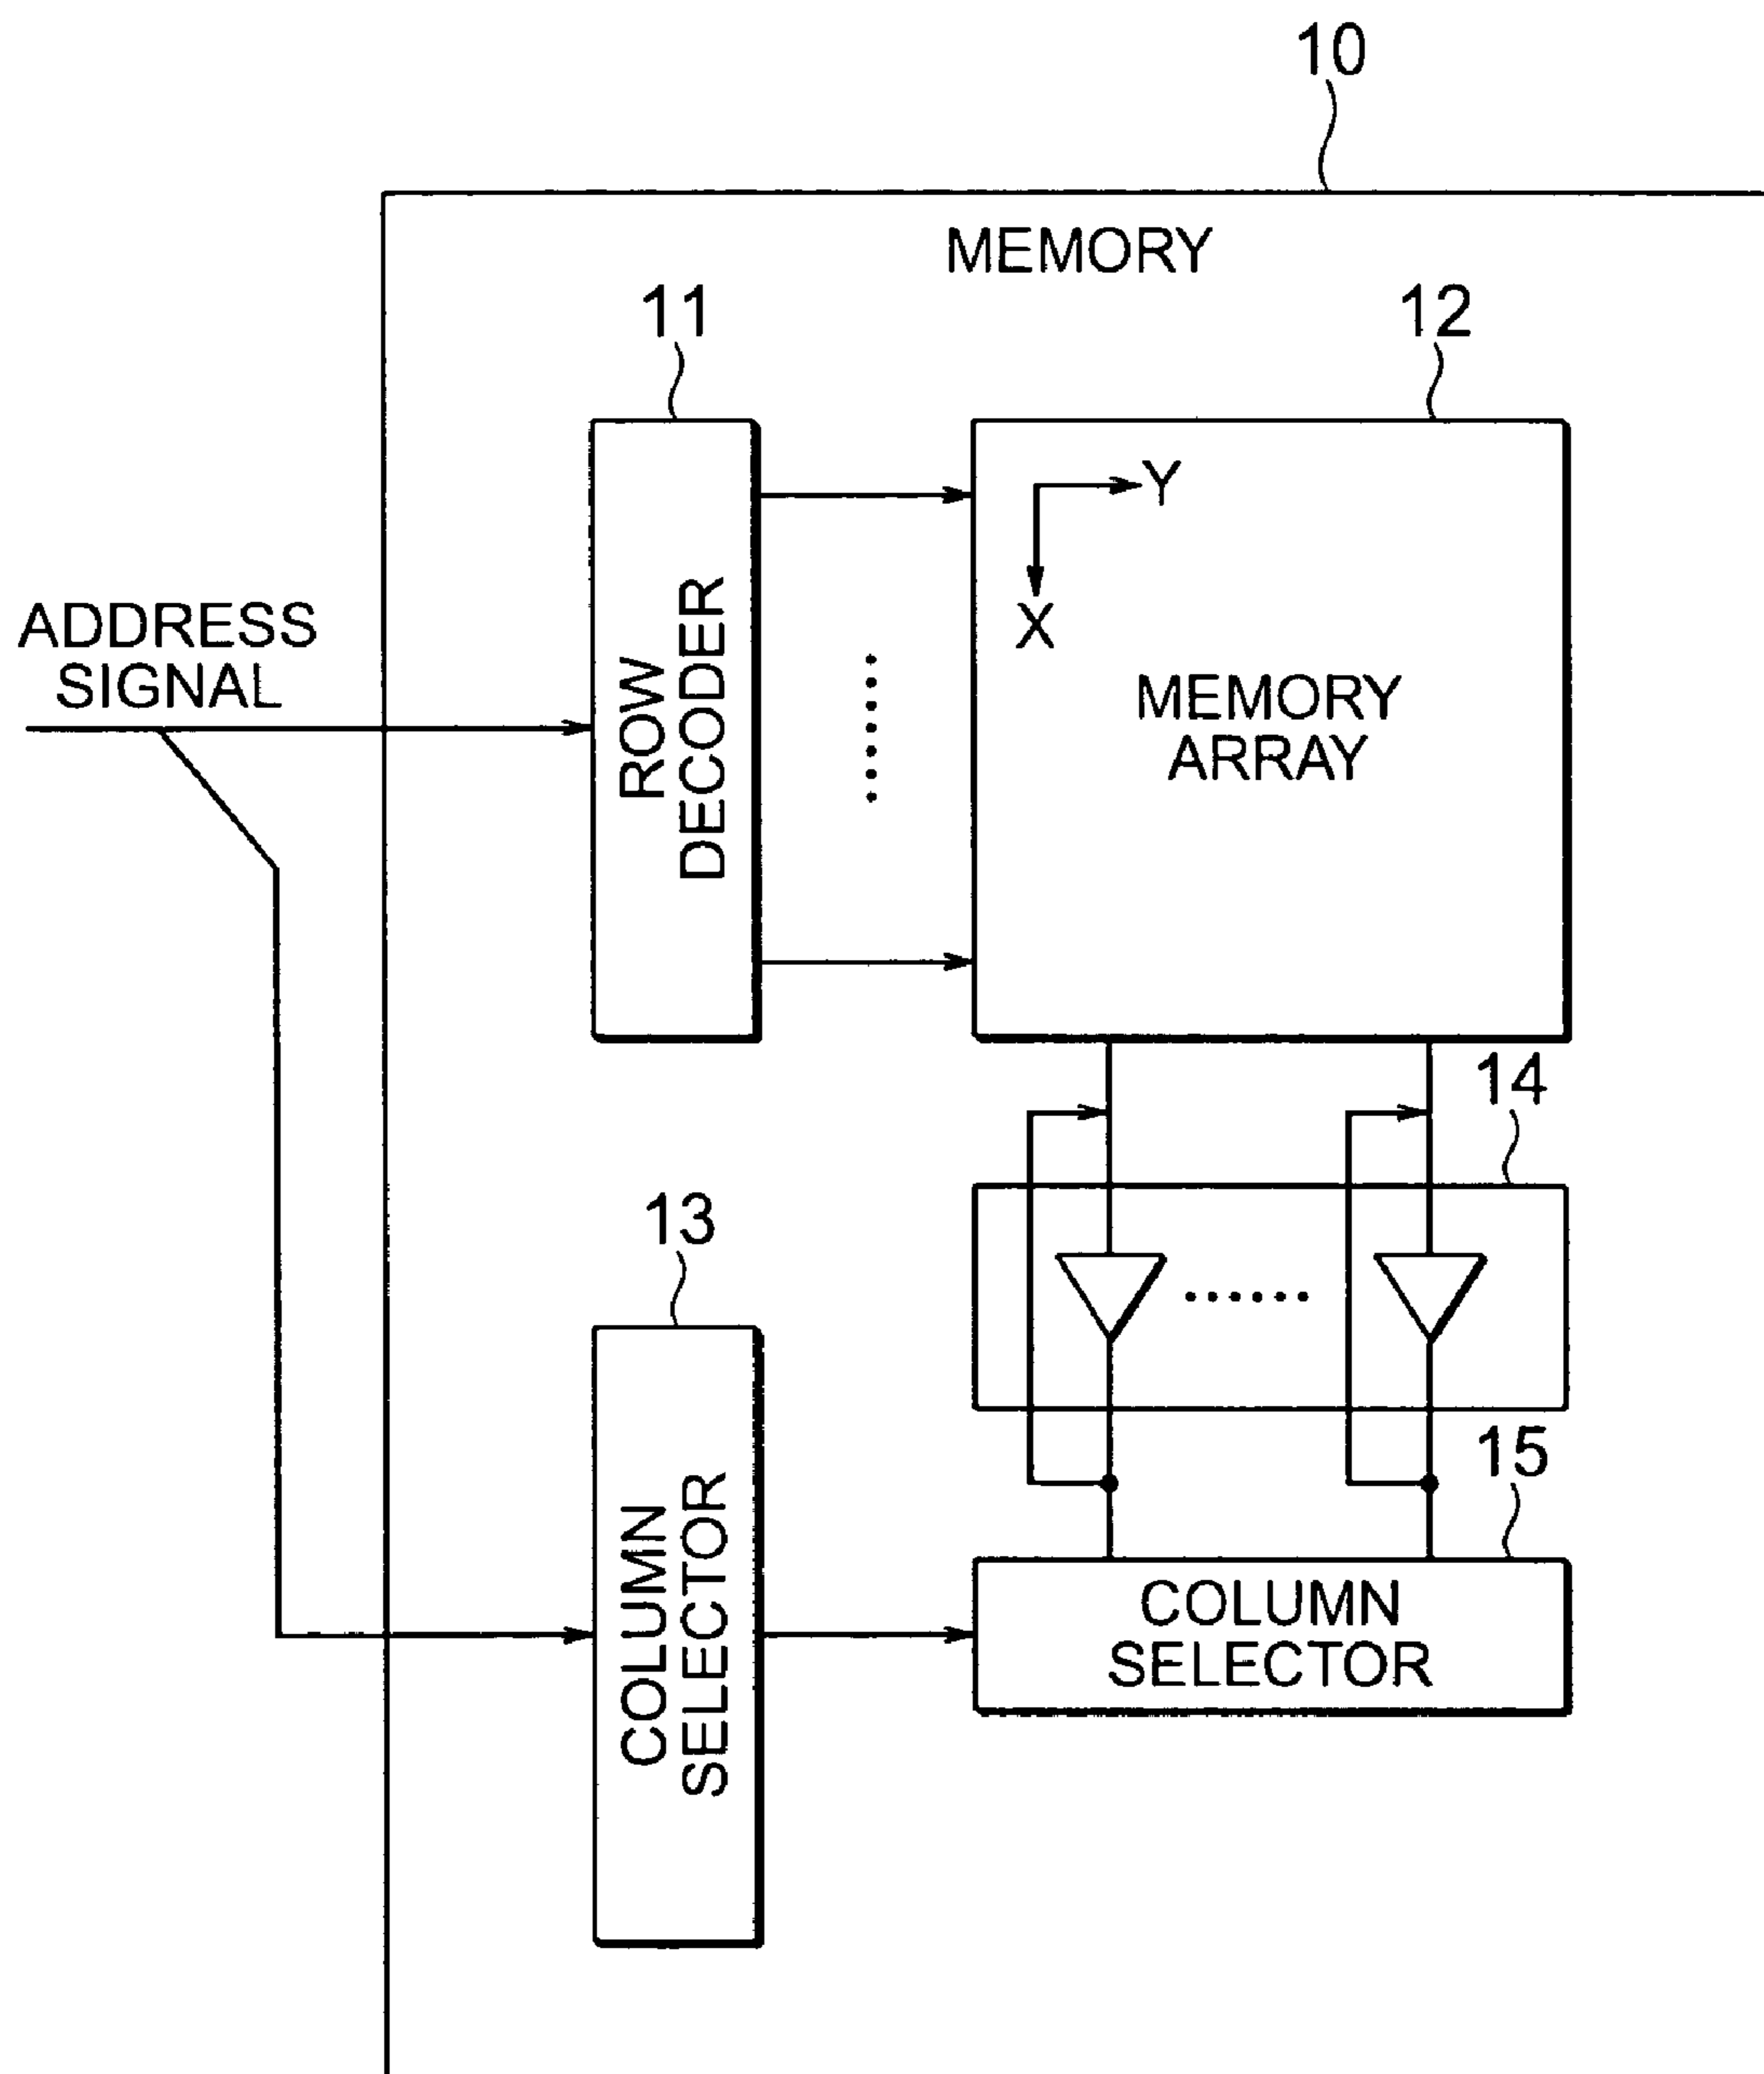 10
MEMORY
11
12
Y
X
ADDRESS
SIGNAL
ROW
DECODER
MEMORY
ARRAY
14
13
15
COLUMN
SELECTOR
COLUMN
SELECTOR